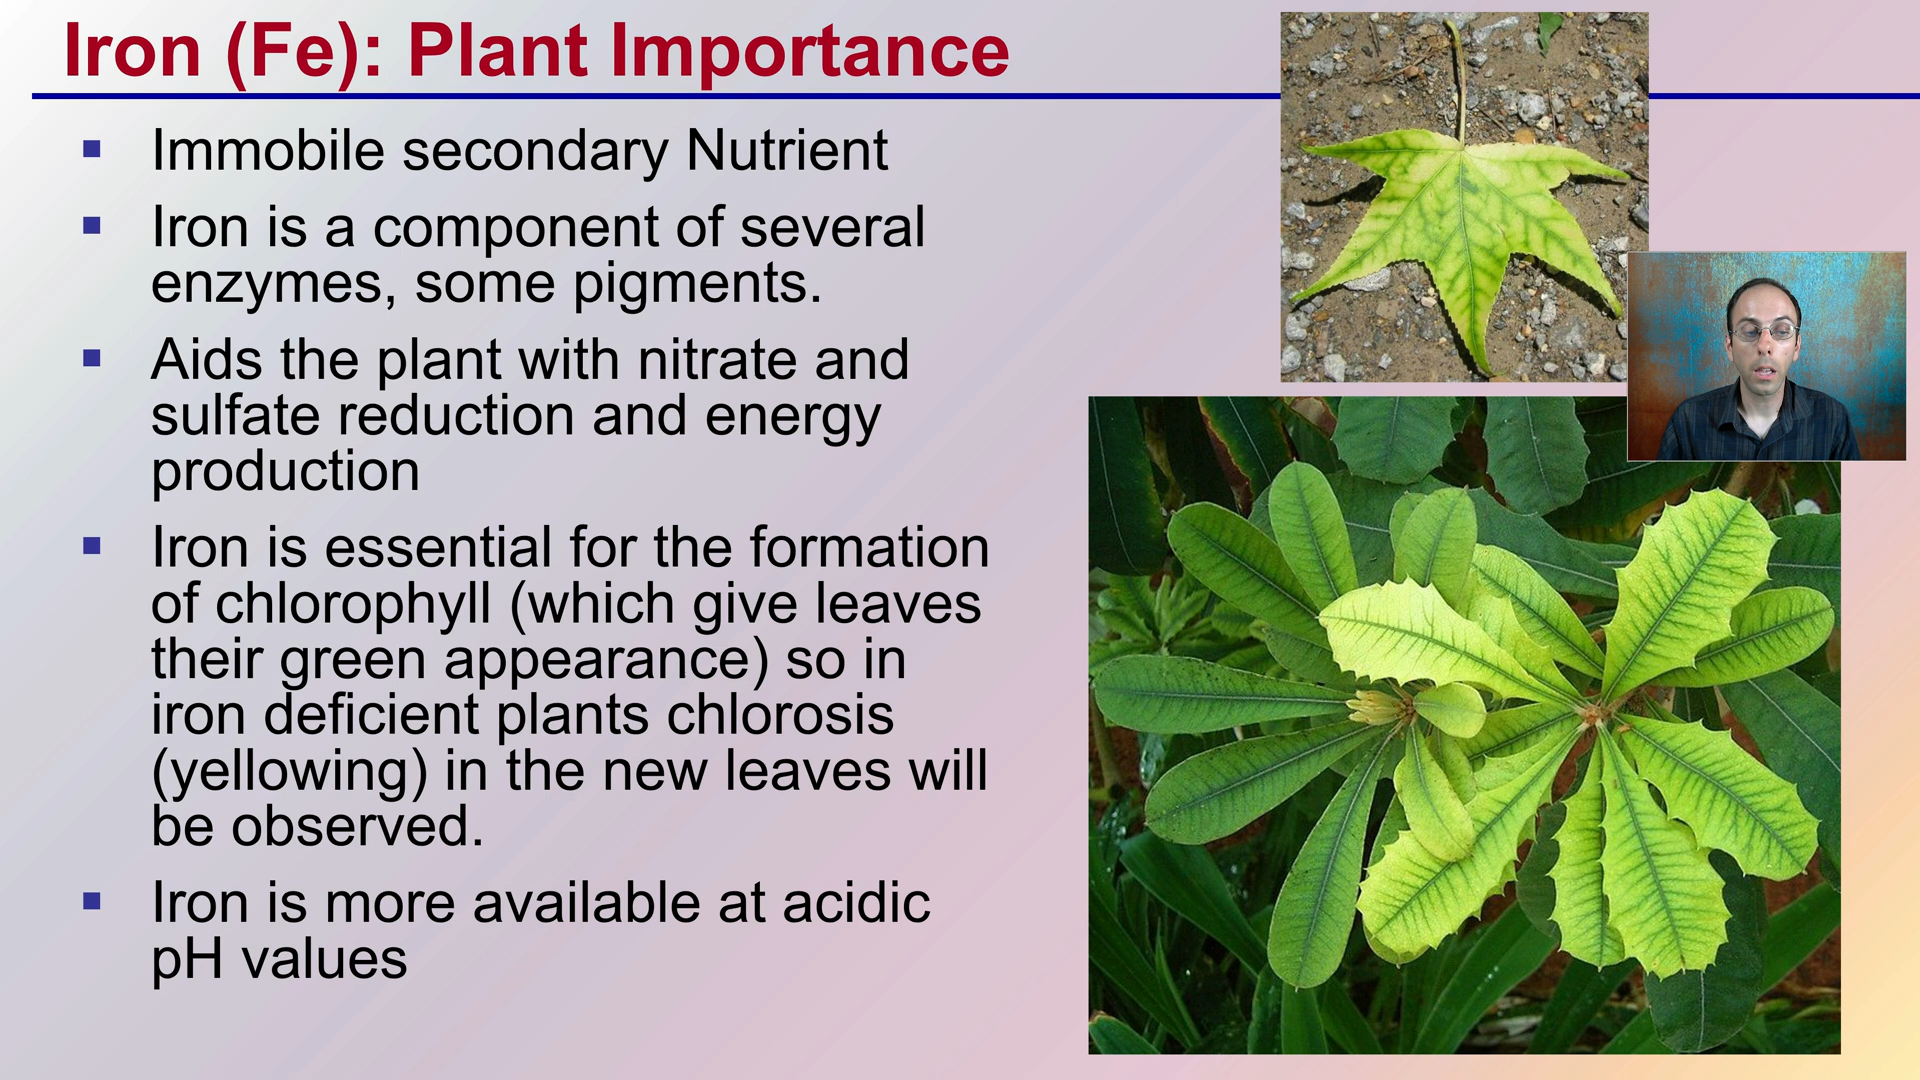 Iron (Fe): Plant Importance
Immobile secondary Nutrient
Iron is a component of several
enzymes, some pigments.
Aids the plant with nitrate and
sulfate reduction and energy
production
Iron is essential for the formation
of chlorophyll (which give leaves
their green appearance) so in
iron deficient plants chlorosis
(yellowing) in the new leaves will
be observed.
Iron is more available at acidic
pH values